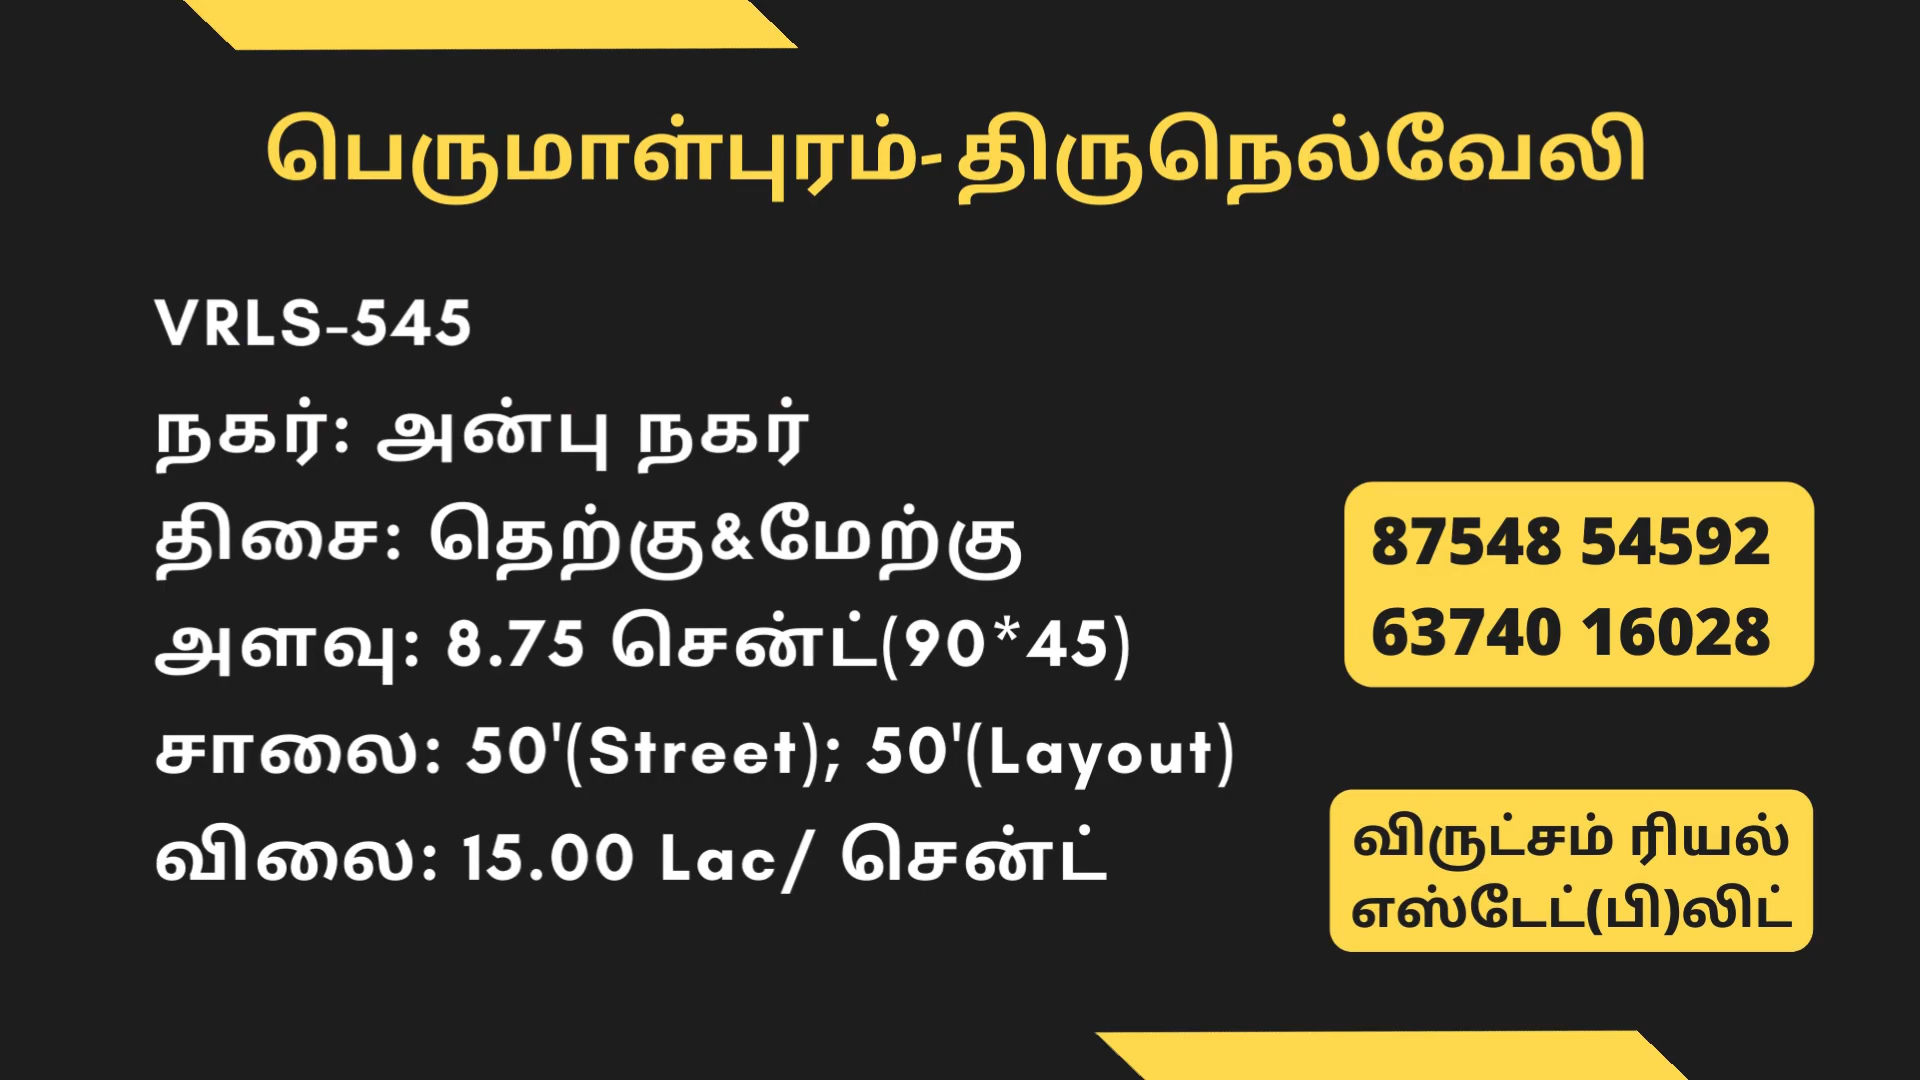 பெருமாள்புரம்-திருநெல்வேலி
VRLS-545
நகர்: அன்பு நகர்
திசை: தெற்கு&மேற்கு
அளவு: 8.75 சென்ட்(90*45)
சாலை: 50'(Street); 50'(Layout)
விலை: 15.00 Lac/ சென்ட்
87548 54592
63740 16028
விருட்சம் ரியல்
எஸ்டேட்(பி)லிட்